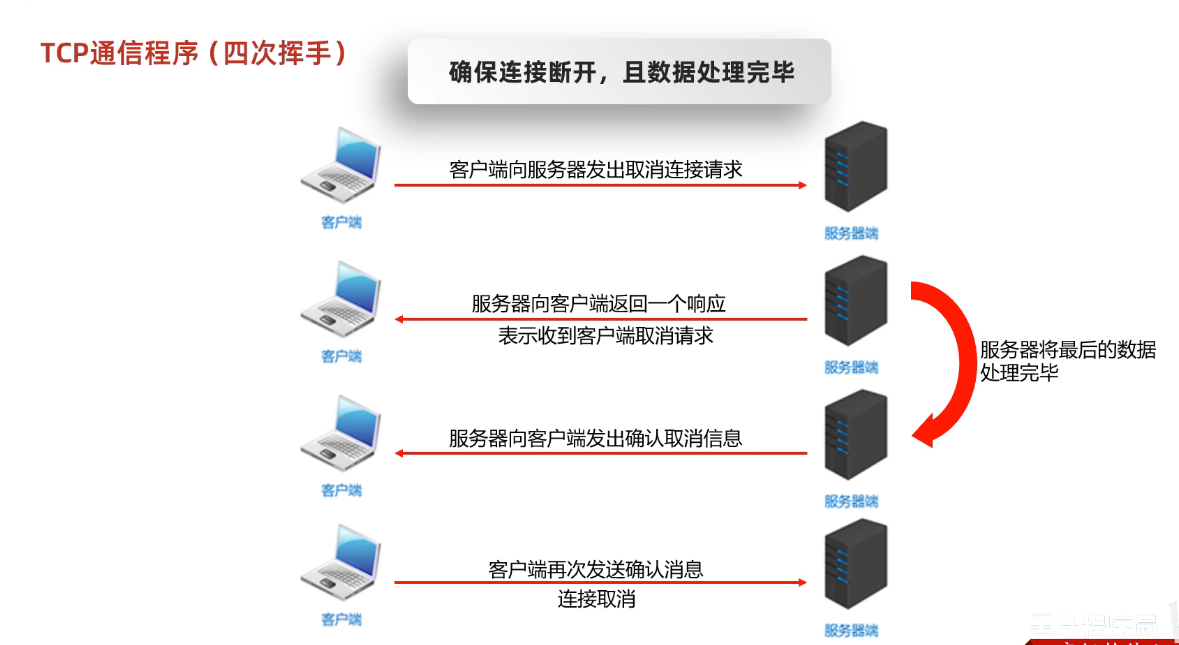 TCP通信程序（四次挥手）
确保连接断开，且数据处理完毕
客户端向服务器发出取消连接请求
客户端
服务器端
服务器向客户端返回一个响应
表示收到客户端取消请求
客户端
服务器端
服务器将最后的数据
处理完毕
服务器向客户端发出确认取消信息
客户端
服务器端
客户端再次发送确认消息
连接取消
客户端
服务器端